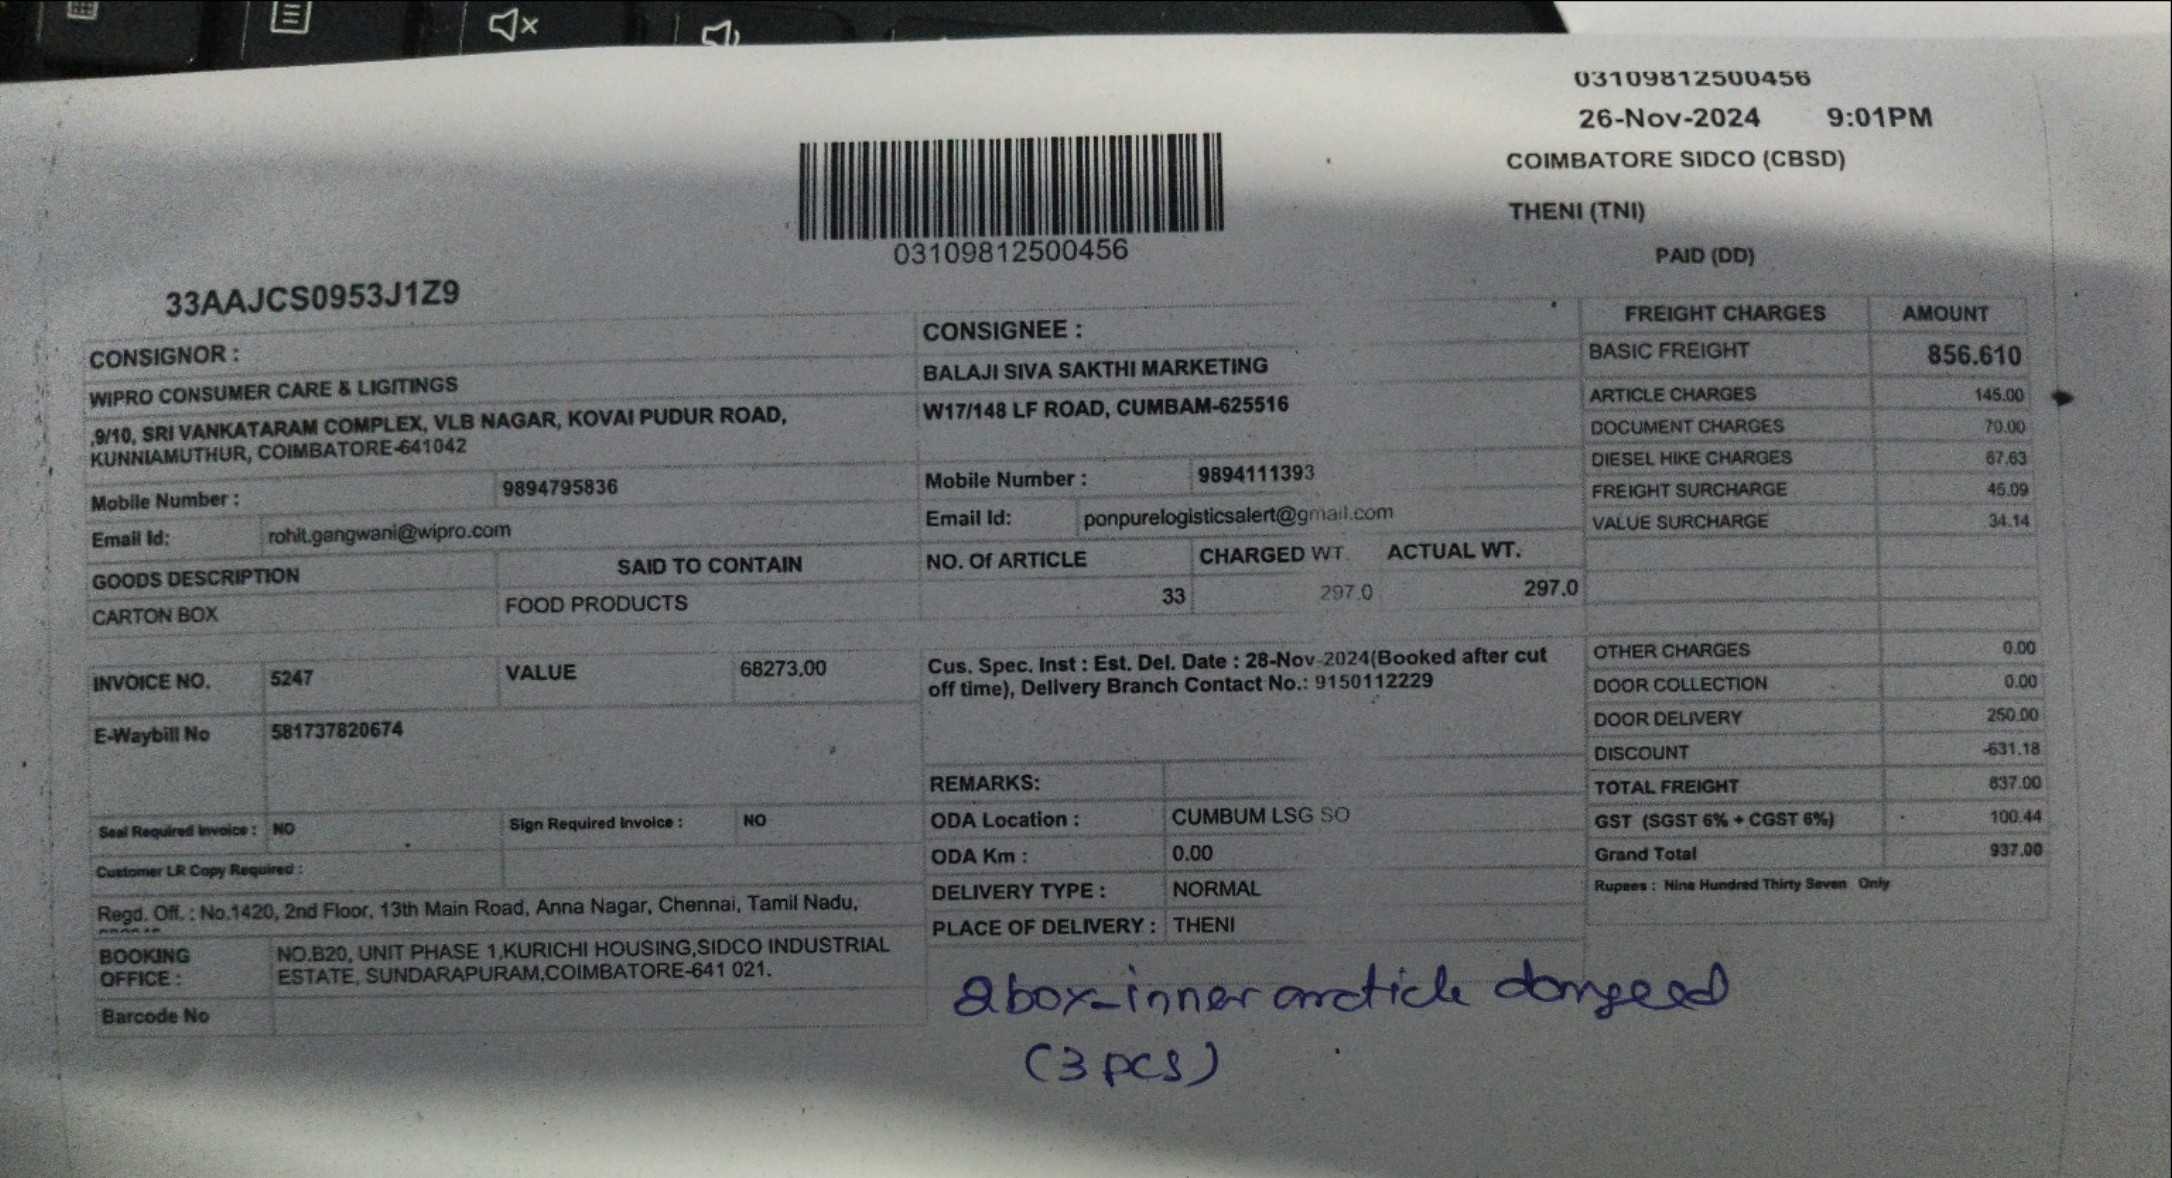 03109812500456
26-Nov-2024 9:01PM
COIMBATORE SIDCO (CBSD)
THENI (TNI)
PAID (DD)
03109812500456
33AAJCS0953J1Z9
CONSIGNOR :
WIPRO CONSUMER CARE & LIGITINGS
,9/10, SRI VANKATARAM COMPLEX, VLB NAGAR, KOVAI PUDUR ROAD,
KUNNIAMUTHUR, COIMBATORE-641042
Mobile Number : 9894795836
Email Id: rohit.gangwani@wipro.com
GOODS DESCRIPTION SAID TO CONTAIN
CARTON BOX FOOD PRODUCTS
CONSIGNEE :
BALAJI SIVA SAKTHI MARKETING
W17/148 LF ROAD, CUMBAM-625516
Mobile Number : 9894111393
Email Id: ponpurelogisticsalert@gmail.com
NO. Of ARTICLE CHARGED WT. ACTUAL WT.
33 297.0 297.0
INVOICE NO. 5247 VALUE 68273.00
E-Waybill No 581737820674
Seal Required Invoice : NO Sign Required Invoice : NO
Customer LR Copy Required :
Regd. Off. : No.1420, 2nd Floor, 13th Main Road, Anna Nagar, Chennai, Tamil Nadu,
BOOKING OFFICE : NO.B20, UNIT PHASE 1,KURICHI HOUSING,SIDCO INDUSTRIAL
ESTATE, SUNDARAPURAM,COIMBATORE-641 021.
Barcode No
Cus. Spec. Inst : Est. Del. Date : 28-Nov-2024(Booked after cut
off time), Delivery Branch Contact No.: 9150112229
REMARKS:
ODA Location : CUMBUM LSG SO
ODA Km : 0.00
DELIVERY TYPE : NORMAL
PLACE OF DELIVERY : THENI
FREIGHT CHARGES AMOUNT
BASIC FREIGHT 856.610
ARTICLE CHARGES 145.00
DOCUMENT CHARGES 70.00
DIESEL HIKE CHARGES 67.63
FREIGHT SURCHARGE 45.09
VALUE SURCHARGE 34.14
OTHER CHARGES 0.00
DOOR COLLECTION 0.00
DOOR DELIVERY 250.00
DISCOUNT -631.18
TOTAL FREIGHT 837.00
GST (SGST 6% + CGST 6%) 100.44
Grand Total 937.00
Rupees : Nine Hundred Thirty Seven Only
2box-inner article damgeed
(3 pcs)